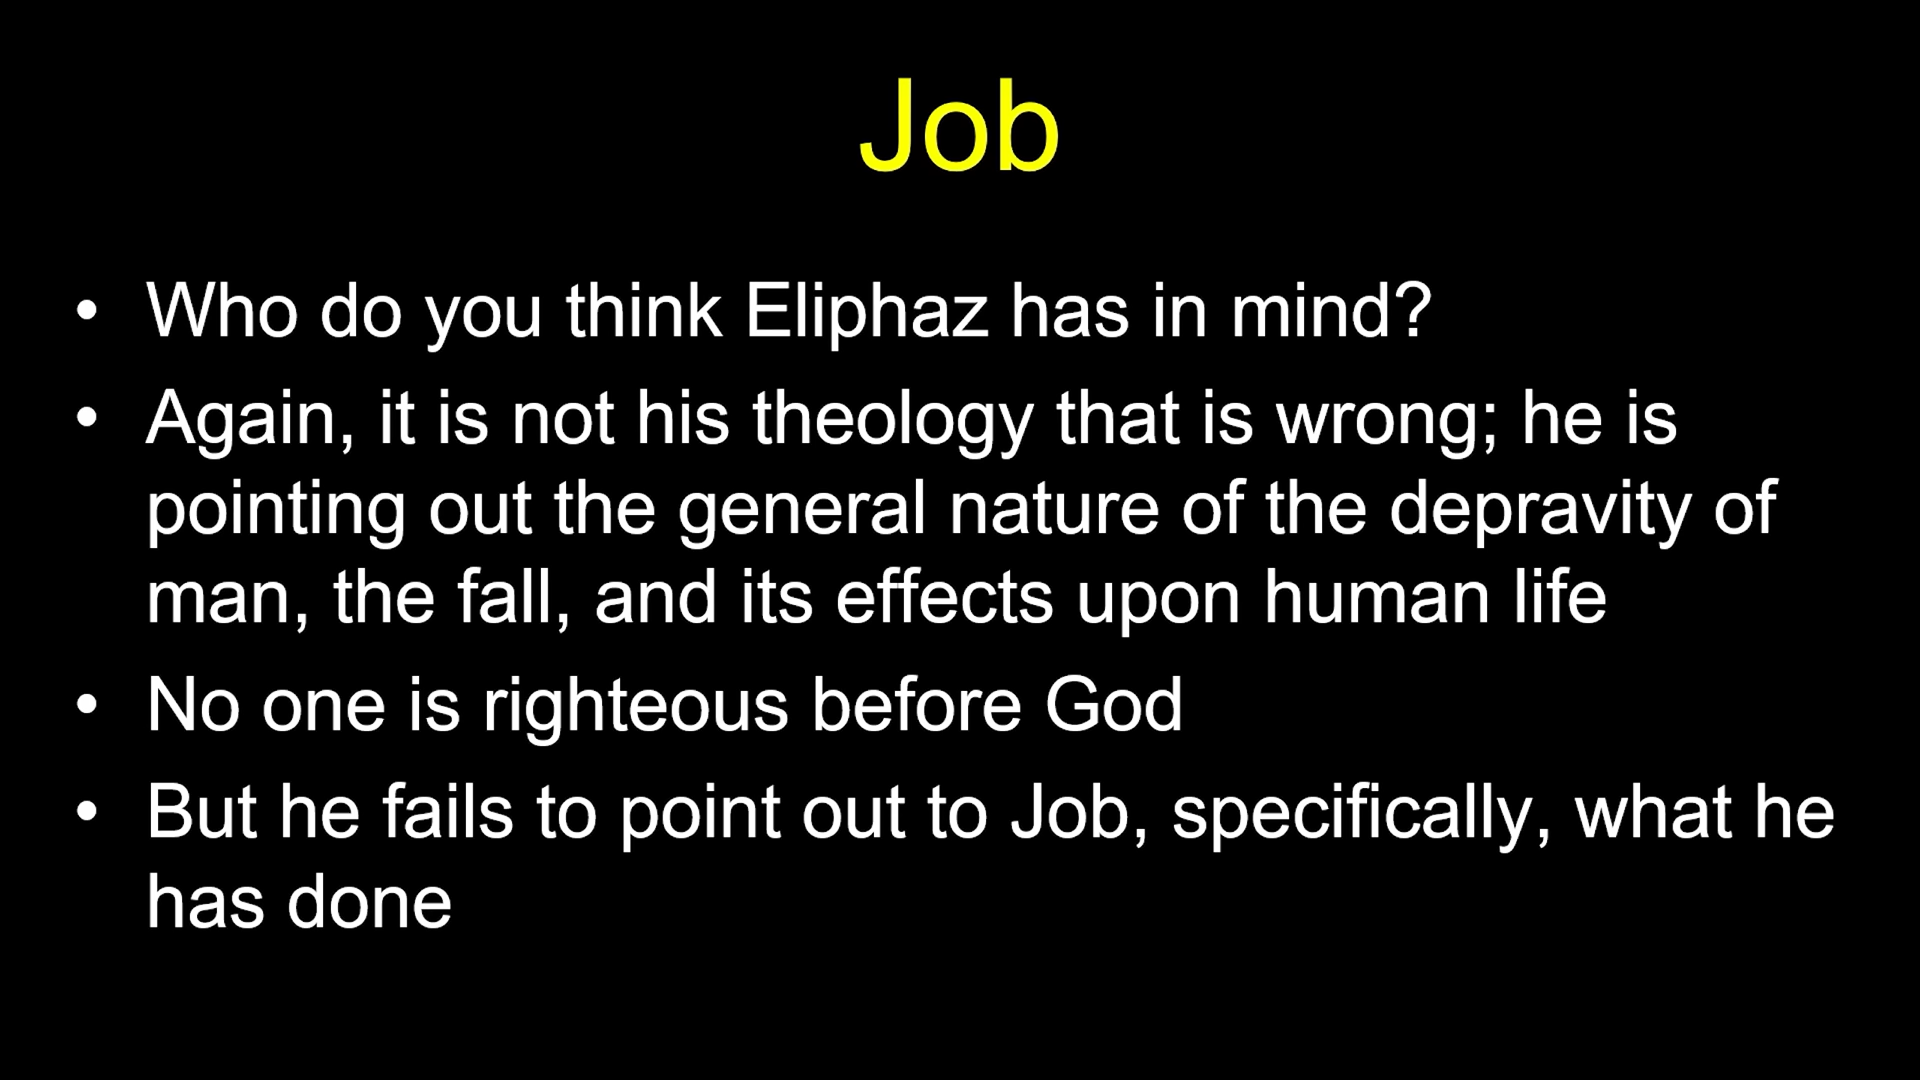 Job
• Who do you think Eliphaz has in mind?
• Again, it is not his theology that is wrong; he is
pointing out the general nature of the depravity of
man, the fall, and its effects upon human life
• No one is righteous before God
• But he fails to point out to Job, specifically, what he
has done